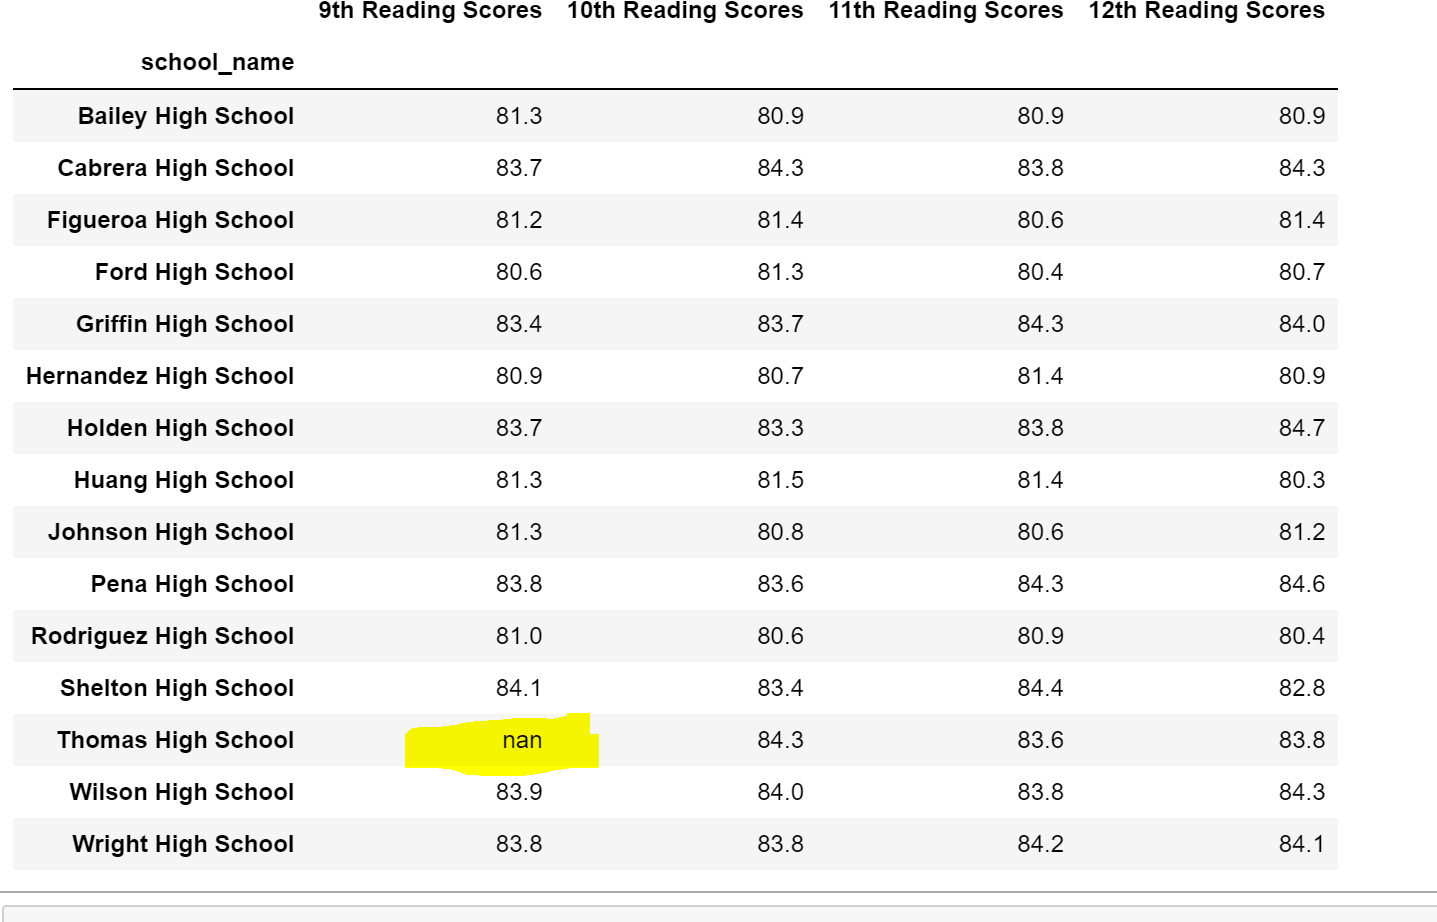 9th Reading Scores 10th Reading Scores 11th Reading Scores 12th Reading Scores
school_name
Bailey High School 81.3 80.9 80.9 80.9
Cabrera High School 83.7 84.3 83.8 84.3
Figueroa High School 81.2 81.4 80.6 81.4
Ford High School 80.6 81.3 80.4 80.7
Griffin High School 83.4 83.7 84.3 84.0
Hernandez High School 80.9 80.7 81.4 80.9
Holden High School 83.7 83.3 83.8 84.7
Huang High School 81.3 81.5 81.4 80.3
Johnson High School 81.3 80.8 80.6 81.2
Pena High School 83.8 83.6 84.3 84.6
Rodriguez High School 81.0 80.6 80.9 80.4
Shelton High School 84.1 83.4 84.4 82.8
Thomas High School nan 84.3 83.6 83.8
Wilson High School 83.9 84.0 83.8 84.3
Wright High School 83.8 83.8 84.2 84.1